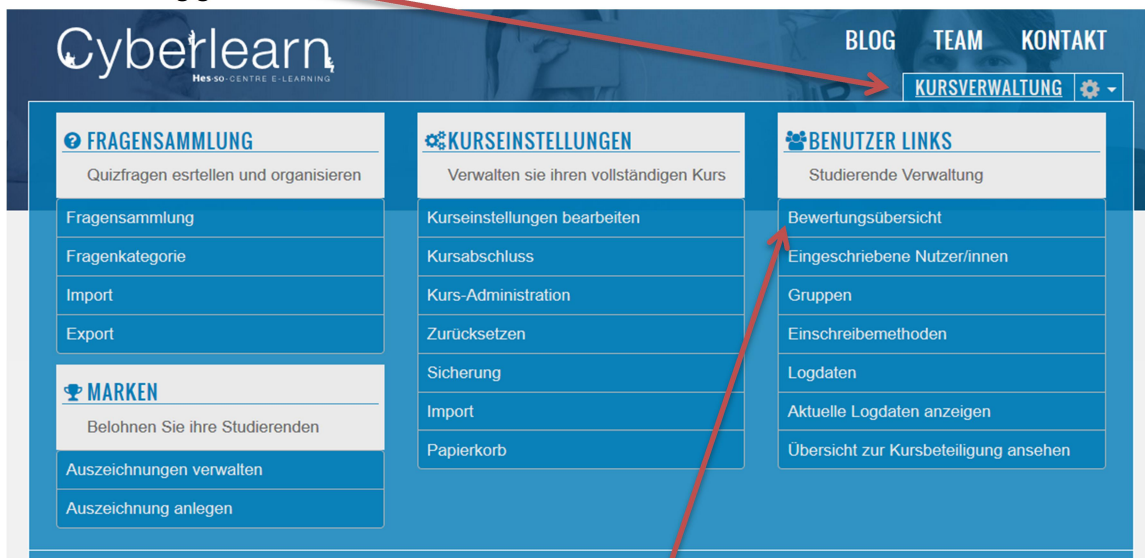 Cyberlearn
Hes·so-CENTRE E-LEARNING
BLOG TEAM KONTAKT
KURSVERWALTUNG
FRAGENSAMMLUNG
Quizfragen esrtellen und organisieren
Fragensammlung
Fragenkategorie
Import
Export
MARKEN
Belohnen Sie ihre Studierenden
Auszeichnungen verwalten
Auszeichnung anlegen
KURSEINSTELLUNGEN
Verwalten sie ihren vollständigen Kurs
Kurseinstellungen bearbeiten
Kursabschluss
Kurs-Administration
Zurücksetzen
Sicherung
Import
Papierkorb
BENUTZER LINKS
Studierende Verwaltung
Bewertungsübersicht
Eingeschriebene Nutzer/innen
Gruppen
Einschreibemethoden
Logdaten
Aktuelle Logdaten anzeigen
Übersicht zur Kursbeteiligung ansehen